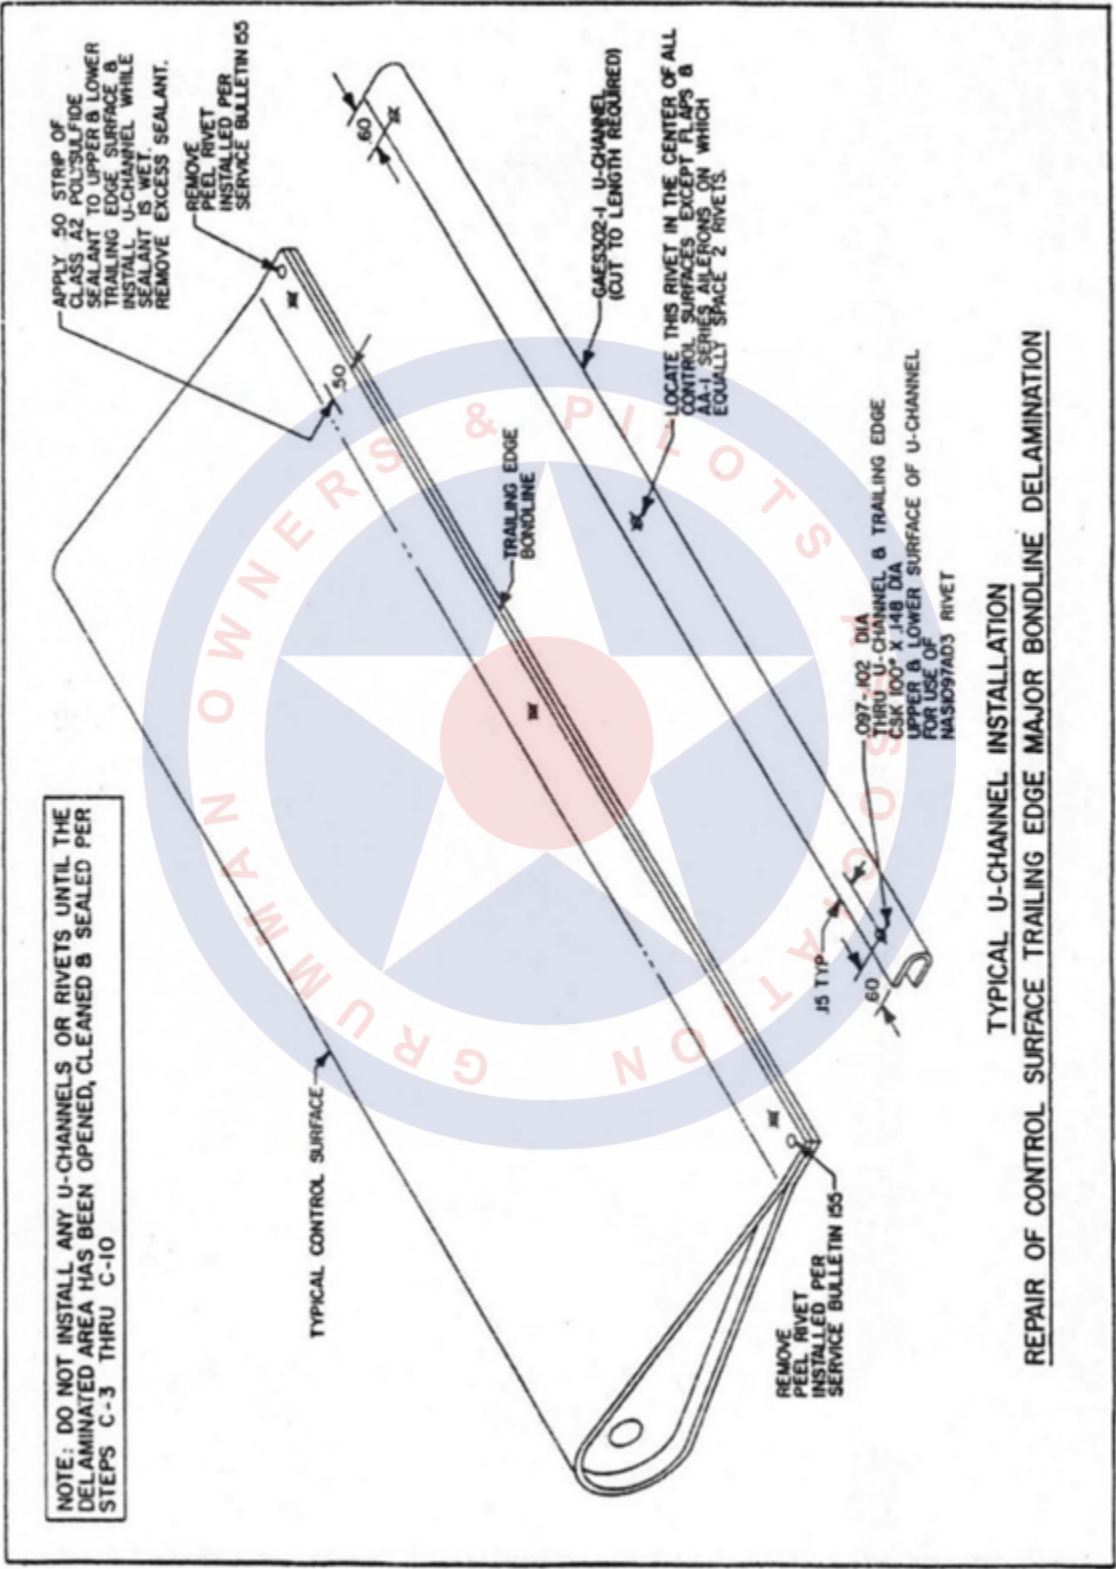 NOTE: DO NOT INSTALL ANY U-CHANNELS OR RIVETS UNTIL THE
DELAMINATED AREA HAS BEEN OPENED, CLEANED & SEALED PER
STEPS C-3 THRU C-10
APPLY .50 STRIP OF
CLASS A2 POLYSULFIDE
SEALANT TO UPPER & LOWER
TRAILING EDGE SURFACE &
INSTALL U-CHANNEL WHILE
SEALANT IS WET.
REMOVE EXCESS SEALANT.
REMOVE
PEEL RIVET
INSTALLED PER
SERVICE BULLETIN 155
TYPICAL CONTROL SURFACE
.50
.60
TRAILING EDGE
BONDLINE
GAES302-1 U-CHANNEL
(CUT TO LENGTH REQUIRED)
LOCATE THIS RIVET IN THE CENTER OF ALL
CONTROL SURFACES EXCEPT FLAPS &
AA-1 SERIES AILERONS ON WHICH
EQUALLY SPACE 2 RIVETS.
REMOVE
PEEL RIVET
INSTALLED PER
SERVICE BULLETIN 155
.15 TYP
.60
.097-.102 DIA
THRU U-CHANNEL & TRAILING EDGE
CSK 100° X .148 DIA
UPPER & LOWER SURFACE OF U-CHANNEL
FOR USE OF
NAS1097AD3 RIVET
TYPICAL U-CHANNEL INSTALLATION
REPAIR OF CONTROL SURFACE TRAILING EDGE MAJOR BONDLINE DELAMINATION
GRUMMAN OWNERS & PILOTS ASSOCIATION